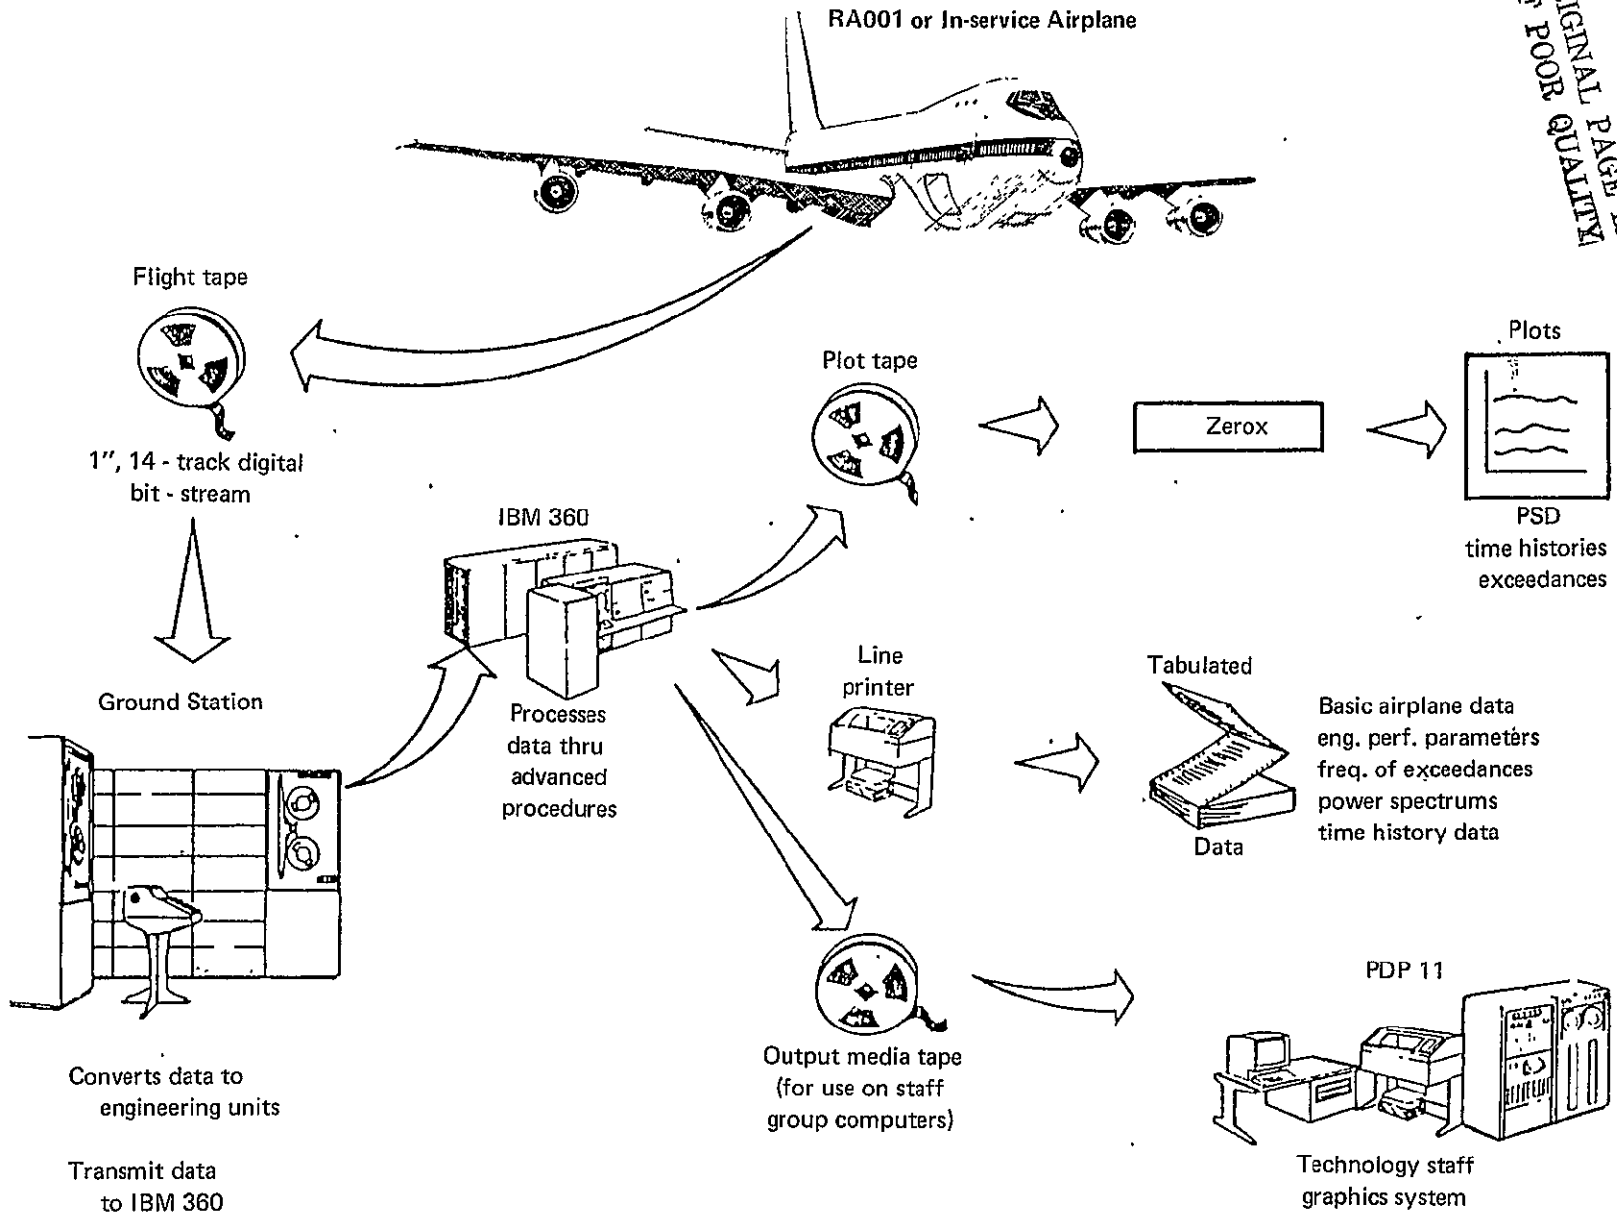 RA001 or In-service Airplane
POOR QUALITY
Flight tape
1", 14 - track digital
bit - stream
Ground Station
Converts data to
engineering units
Transmit data
to IBM 360
IBM 360
Processes
data thru
advanced
procedures
Plot tape
Zerox
Plots
PSD
time histories
exceedances
Line
printer
Tabulated
Data
Basic airplane data
eng. perf. parameters
freq. of exceedances
power spectrums
time history data
Output media tape
(for use on staff
group computers)
PDP 11
Technology staff
graphics system